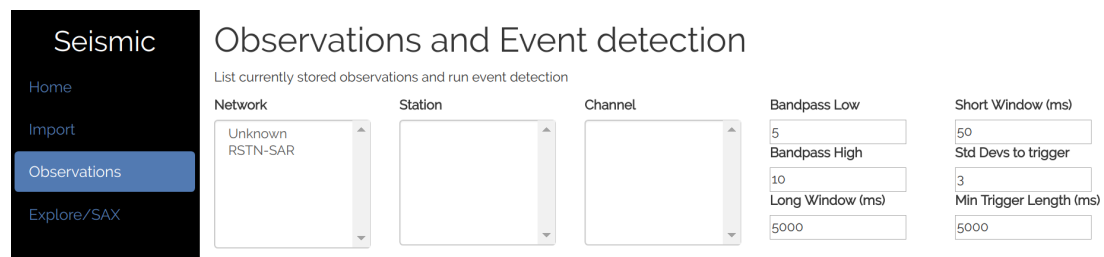 Seismic
Home
Import
Observations
Explore/SAX
Observations and Event detection
List currently stored observations and run event detection
Network
Unknown
RSTN-SAR
Station
Channel
Bandpass Low
5
Bandpass High
10
Long Window (ms)
5000
Short Window (ms)
50
Std Devs to trigger
3
Min Trigger Length (ms)
5000